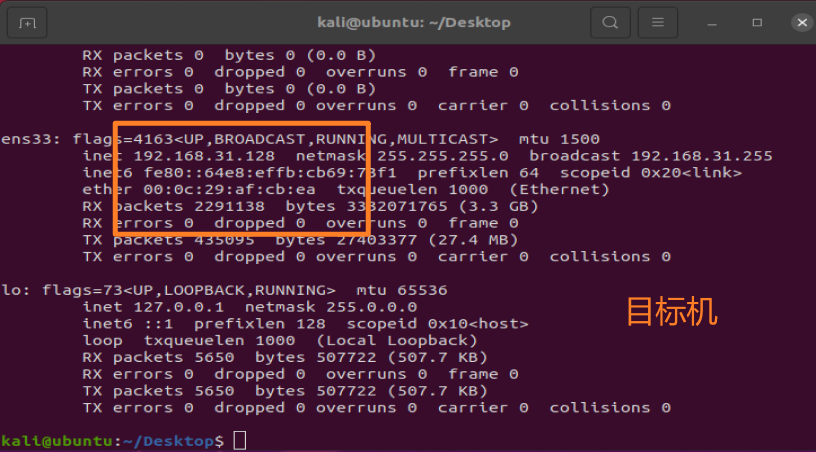 kali@ubuntu: ~/Desktop
RX packets 0 bytes 0 (0.0 B)
RX errors 0 dropped 0 overruns 0 frame 0
TX packets 0 bytes 0 (0.0 B)
TX errors 0 dropped 0 overruns 0 carrier 0 collisions 0
ens33: flags=4163<UP,BROADCAST,RUNNING,MULTICAST> mtu 1500
inet 192.168.31.128 netmask 255.255.255.0 broadcast 192.168.31.255
inet6 fe80::64e8:effb:cb69:73f1 prefixlen 64 scopeid 0x20<link>
ether 00:0c:29:af:cb:ea txqueuelen 1000 (Ethernet)
RX packets 2291138 bytes 3332071765 (3.3 GB)
RX errors 0 dropped 0 overruns 0 frame 0
TX packets 435095 bytes 27403377 (27.4 MB)
TX errors 0 dropped 0 overruns 0 carrier 0 collisions 0
lo: flags=73<UP,LOOPBACK,RUNNING> mtu 65536
inet 127.0.0.1 netmask 255.0.0.0
inet6 ::1 prefixlen 128 scopeid 0x10<host>
loop txqueuelen 1000 (Local Loopback)
RX packets 5650 bytes 507722 (507.7 KB)
RX errors 0 dropped 0 overruns 0 frame 0
TX packets 5650 bytes 507722 (507.7 KB)
TX errors 0 dropped 0 overruns 0 carrier 0 collisions 0
目标机
kali@ubuntu:~/Desktop$